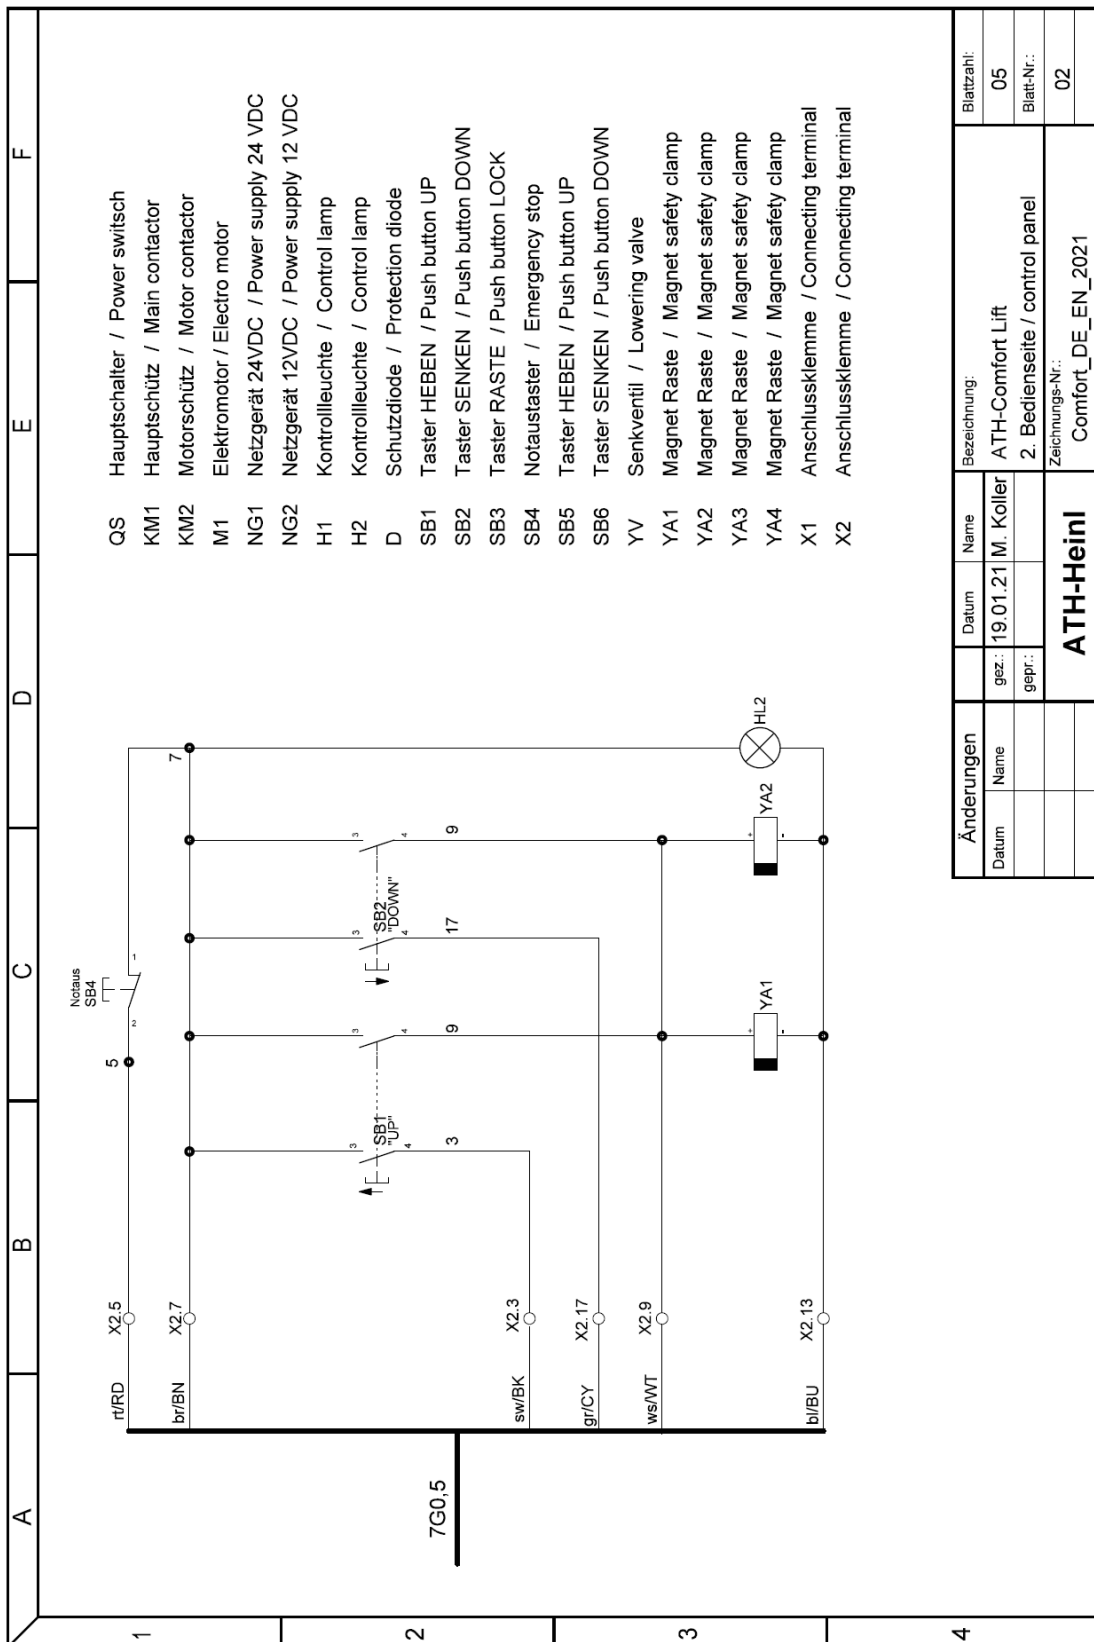 A
B
C
D
E
F
1
2
3
4
Notaus
SB4
1
2
5
7
rt/RD
X2.5
br/BN
X2.7
sw/BK
X2.3
gr/CY
X2.17
ws/WT
X2.9
bl/BU
X2.13
7G0,5
3
4
SB1
"UP"
3
3
4
9
3
4
SB2
"DOWN"
17
3
4
9
+
-
YA1
+
-
YA2
HL2
QS Hauptschalter / Power switsch
KM1 Hauptschütz / Main contactor
KM2 Motorschütz / Motor contactor
M1 Elektromotor / Electro motor
NG1 Netzgerät 24VDC / Power supply 24 VDC
NG2 Netzgerät 12VDC / Power supply 12 VDC
H1 Kontrollleuchte / Control lamp
H2 Kontrollleuchte / Control lamp
D Schutzdiode / Protection diode
SB1 Taster HEBEN / Push button UP
SB2 Taster SENKEN / Push button DOWN
SB3 Taster RASTE / Push button LOCK
SB4 Notaustaster / Emergency stop
SB5 Taster HEBEN / Push button UP
SB6 Taster SENKEN / Push button DOWN
YV Senkventil / Lowering valve
YA1 Magnet Raste / Magnet safety clamp
YA2 Magnet Raste / Magnet safety clamp
YA3 Magnet Raste / Magnet safety clamp
YA4 Magnet Raste / Magnet safety clamp
X1 Anschlussklemme / Connecting terminal
X2 Anschlussklemme / Connecting terminal
Änderungen
Datum Name
Datum Name
gez.: 19.01.21 M. Koller
gepr.:
ATH-Heinl
Bezeichnung:
ATH-Comfort Lift
2. Bedienseite / control panel
Zeichnungs-Nr.:
Comfort_DE_EN_2021
Blattzahl:
05
Blatt-Nr.:
02